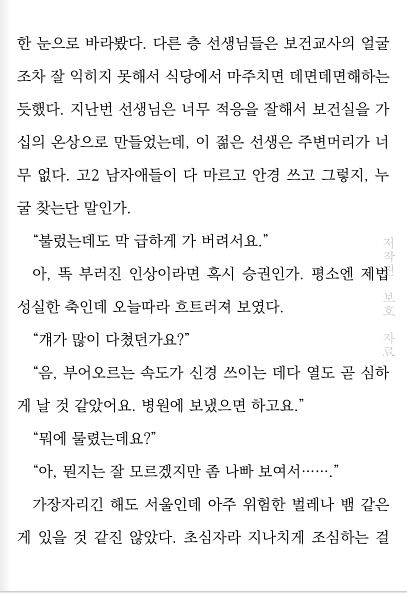 한 눈으로 바라봤다. 다른 층 선생님들은 보건교사의 얼굴
조차 잘 익히지 못해서 식당에서 마주치면 데면데면해하는
듯했다. 지난번 선생님은 너무 적응을 잘해서 보건실을 가
십의 온상으로 만들었는데, 이 젊은 선생은 주변머리가 너
무 없다. 고2 남자애들이 다 마르고 안경 쓰고 그렇지, 누
굴 찾는단 말인가.
“불렀는데도 막 급하게 가 버려서요.”
아, 똑 부러진 인상이라면 혹시 승권인가. 평소엔 제법
성실한 축인데 오늘따라 흐트러져 보였다.
“걔가 많이 다쳤던가요?”
“음, 부어오르는 속도가 신경 쓰이는 데다 열도 곧 심하
게 날 것 같았어요. 병원에 보냈으면 하고요.”
“뭐에 물렸는데요?”
“아, 뭔지는 잘 모르겠지만 좀 나빠 보여서…….”
가장자리긴 해도 서울인데 아주 위험한 벌레나 뱀 같은
게 있을 것 같진 않았다. 초심자라 지나치게 조심하는 걸
저작권 보호 자료